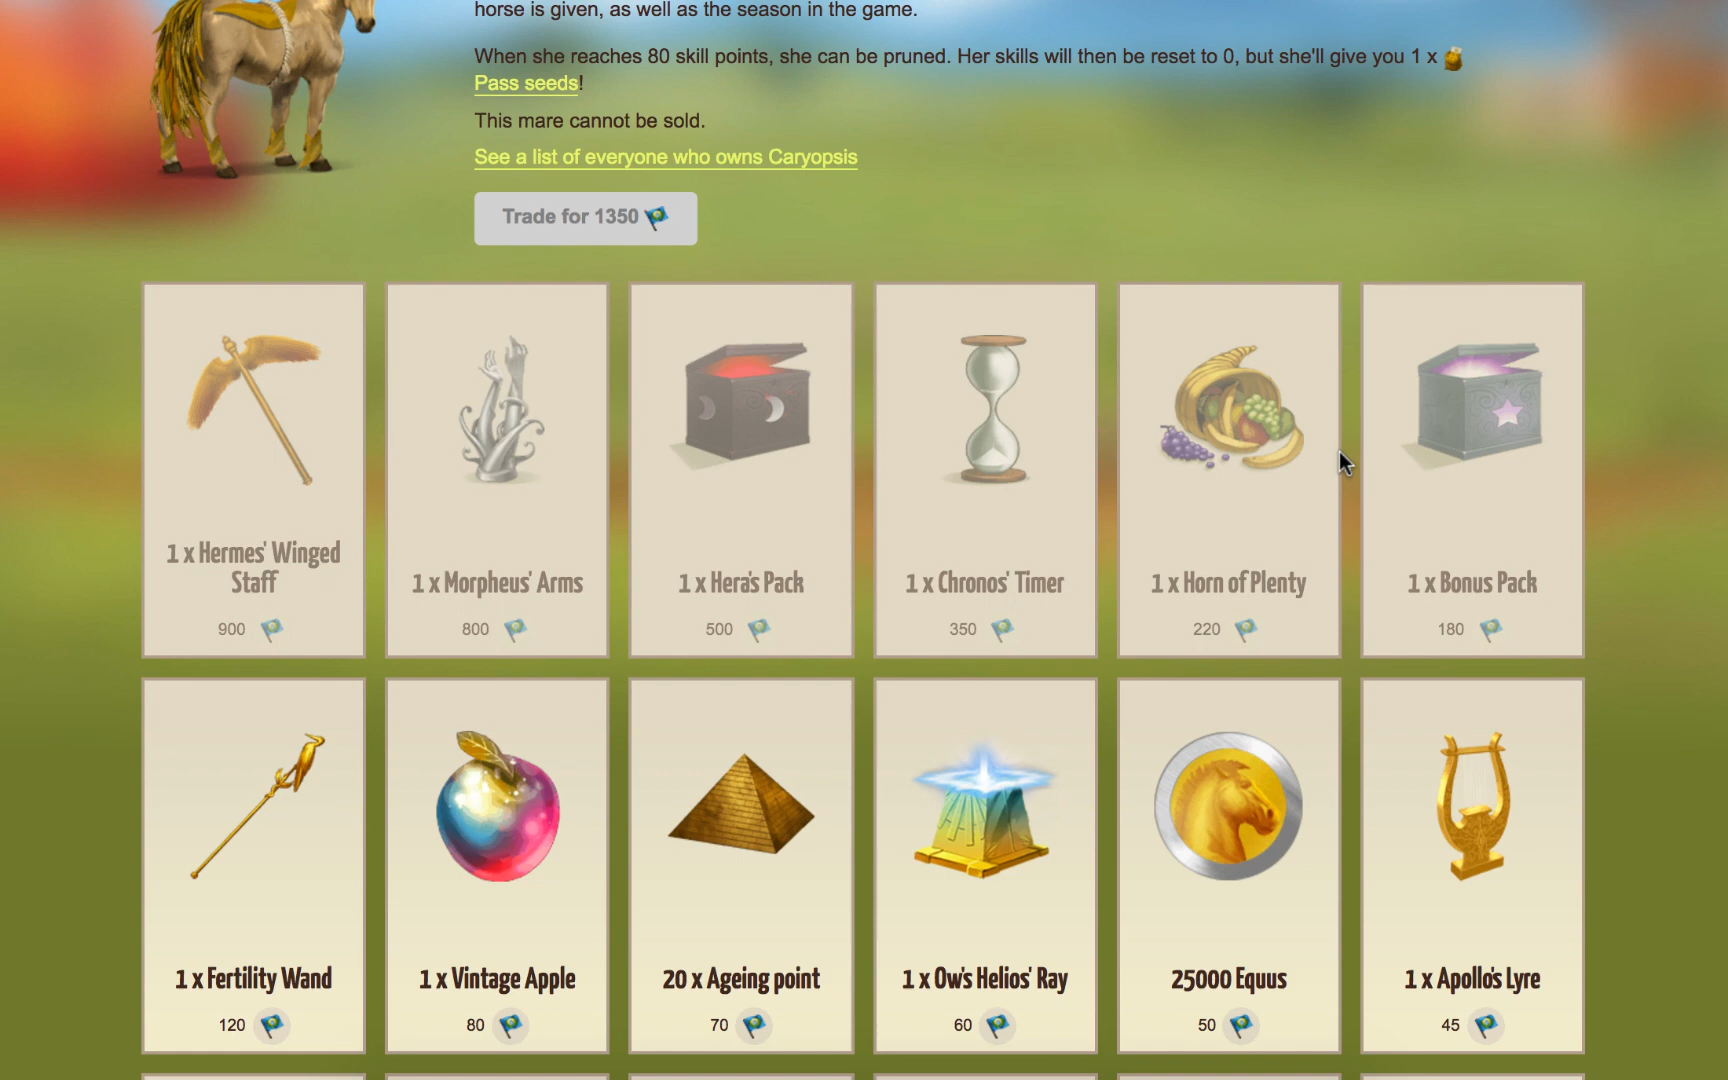 horse is given, as well as the season in the game.
When she reaches 80 skill points, she can be pruned. Her skills will then be reset to 0, but she'll give you 1 x
Pass seeds!
This mare cannot be sold.
See a list of everyone who owns Caryopsis
Trade for 1350
1 x Hermes' Winged
Staff
900
1 x Morpheus' Arms
800
1 x Hera's Pack
500
1 x Chronos' Timer
350
1 x Horn of Plenty
220
1 x Bonus Pack
180
1 x Fertility Wand
120
1 x Vintage Apple
80
20 x Ageing point
70
1 x Ow's Helios' Ray
60
25000 Equus
50
1 x Apollo's Lyre
45